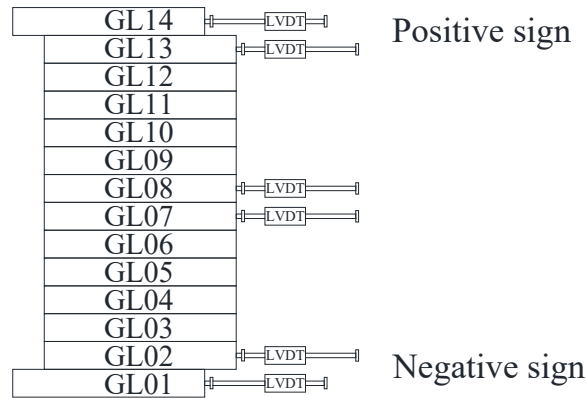 GL14 LVDT Positive sign
GL13 LVDT
GL12
GL11
GL10
GL09
GL08 LVDT
GL07 LVDT
GL06
GL05
GL04
GL03
GL02 LVDT Negative sign
GL01 LVDT